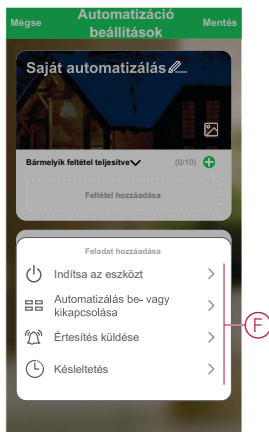 Mégse
Automatizáció
beállítások
Mentés
Saját automatizálás
Bármelyik feltétel teljesítve
(0/10)
Feltétel hozzáadása
Feladat hozzáadása
Indítsa az eszközt
Automatizálás be- vagy
kikapcsolása
Értesítés küldése
Késleltetés
F